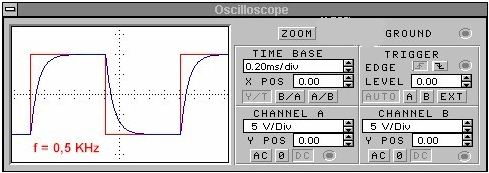 Oscilloscope
ZOOM GROUND
TIME BASE
0.20ms/div
X POS 0.00
Y/T B/A A/B
TRIGGER
EDGE
LEVEL 0.00
AUTO A B EXT
CHANNEL A
5 V/Div
Y POS 0.00
AC 0 DC
CHANNEL B
5 V/Div
Y POS 0.00
AC 0 DC
f = 0,5 KHz